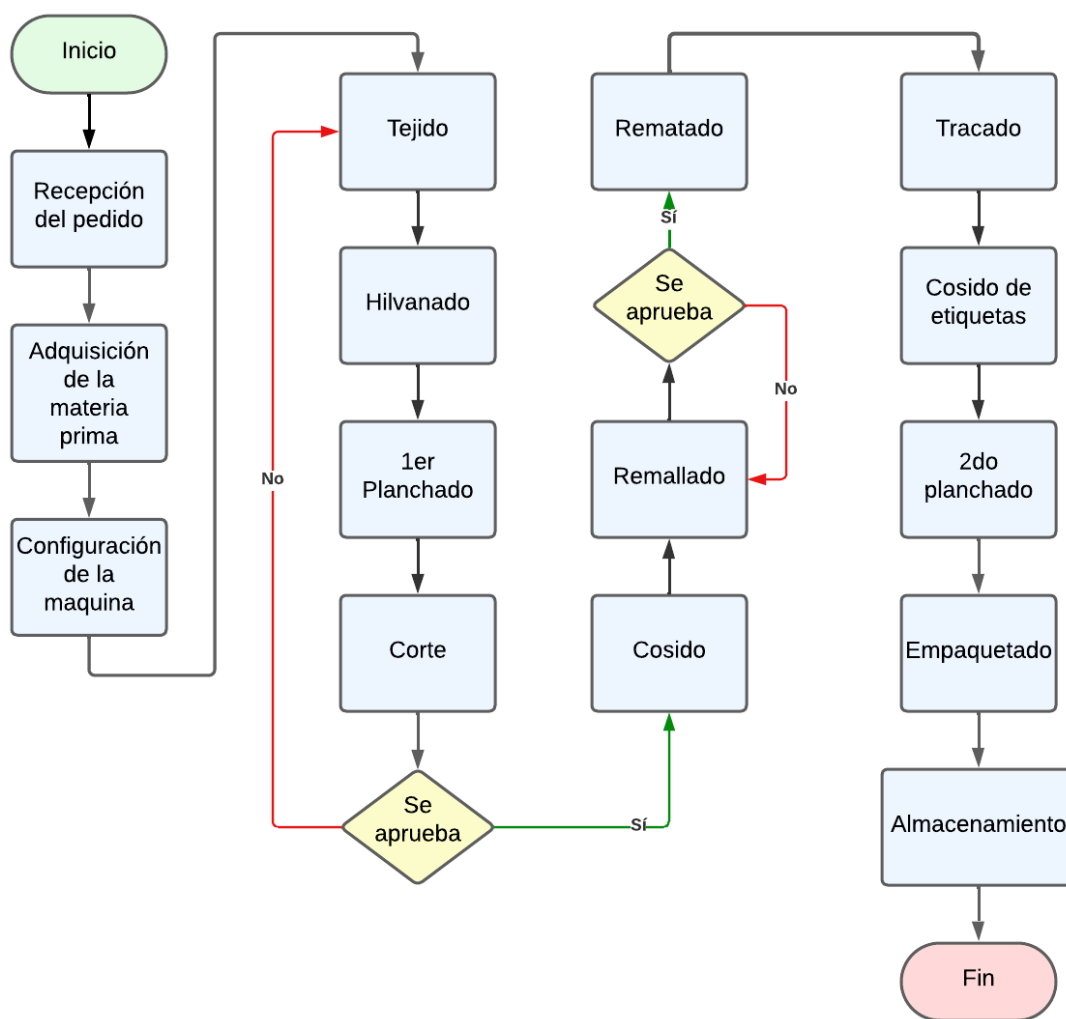 Inicio
Recepción
del pedido
Adquisición
de la
materia
prima
Configuración
de la
maquina
Tejido
Hilvanado
1er
Planchado
Corte
Se
aprueba
No
Sí
Cosido
Remallado
Se
aprueba
No
Sí
Rematado
Tracado
Cosido de
etiquetas
2do
planchado
Empaquetado
Almacenamiento
Fin